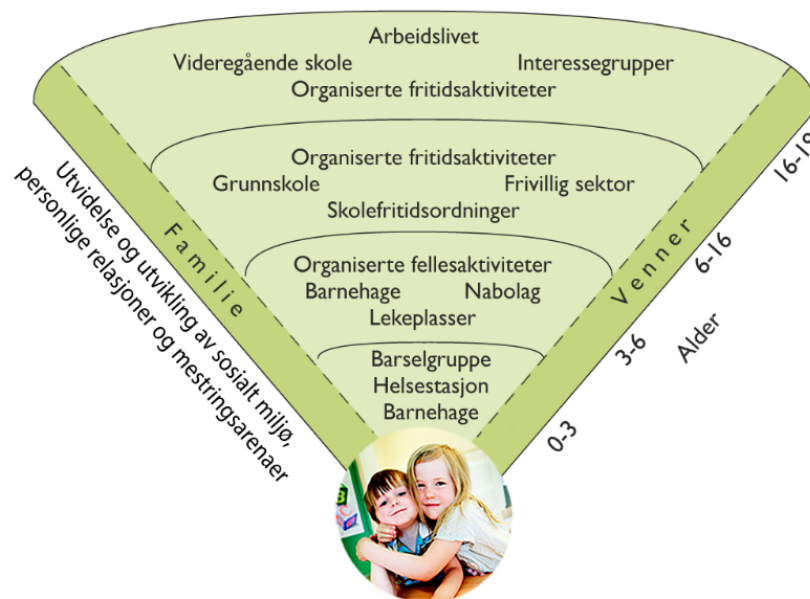 Arbeidslivet
Videregående skole
Interessegrupper
Organiserte fritidsaktiviteter
Organiserte fritidsaktiviteter
Grunnskole
Frivillig sektor
Skolefritidsordninger
Organiserte fellesaktiviteter
Barnehage
Nabolag
Lekeplasser
Barselgruppe
Helsestasjon
Barnehage
Familie
Venner
Utvidelse og utvikling av sosialt miljø,
personlige relasjoner og mestringsarenaer
16-19
6-16
3-6
0-3
Alder